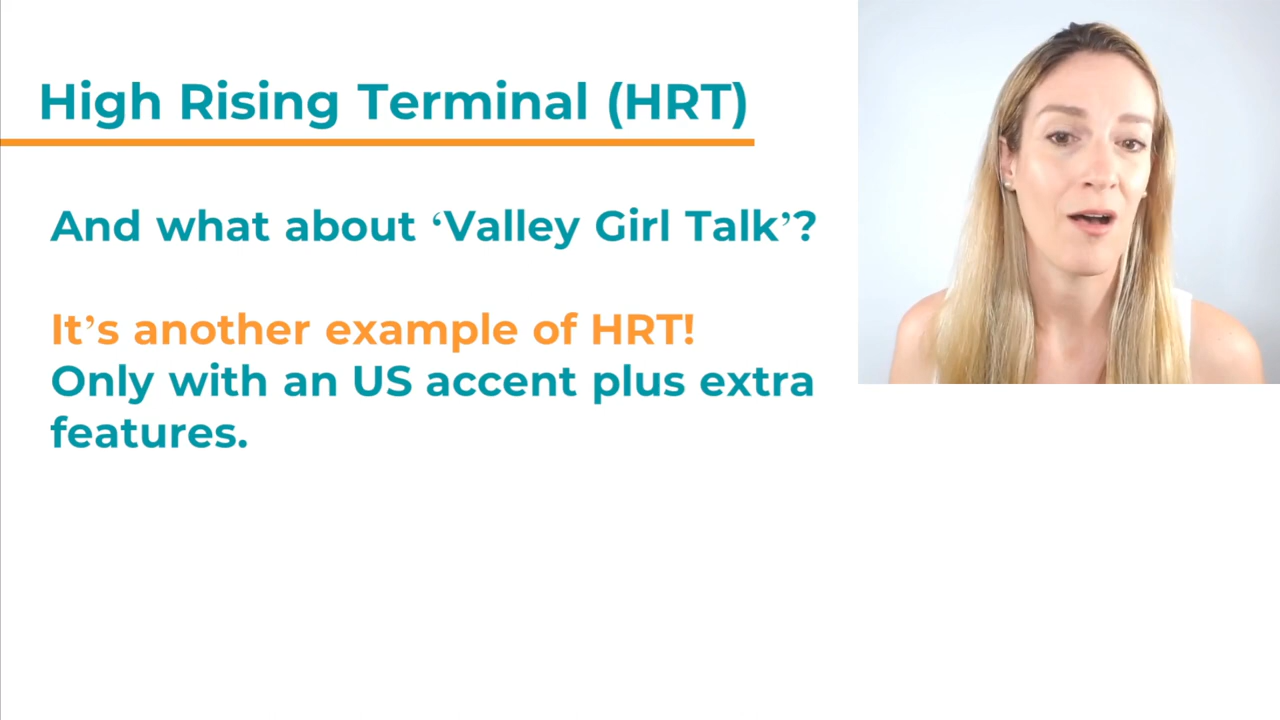 High Rising Terminal (HRT)
And what about ‘Valley Girl Talk’?
It’s another example of HRT!
Only with an US accent plus extra
features.